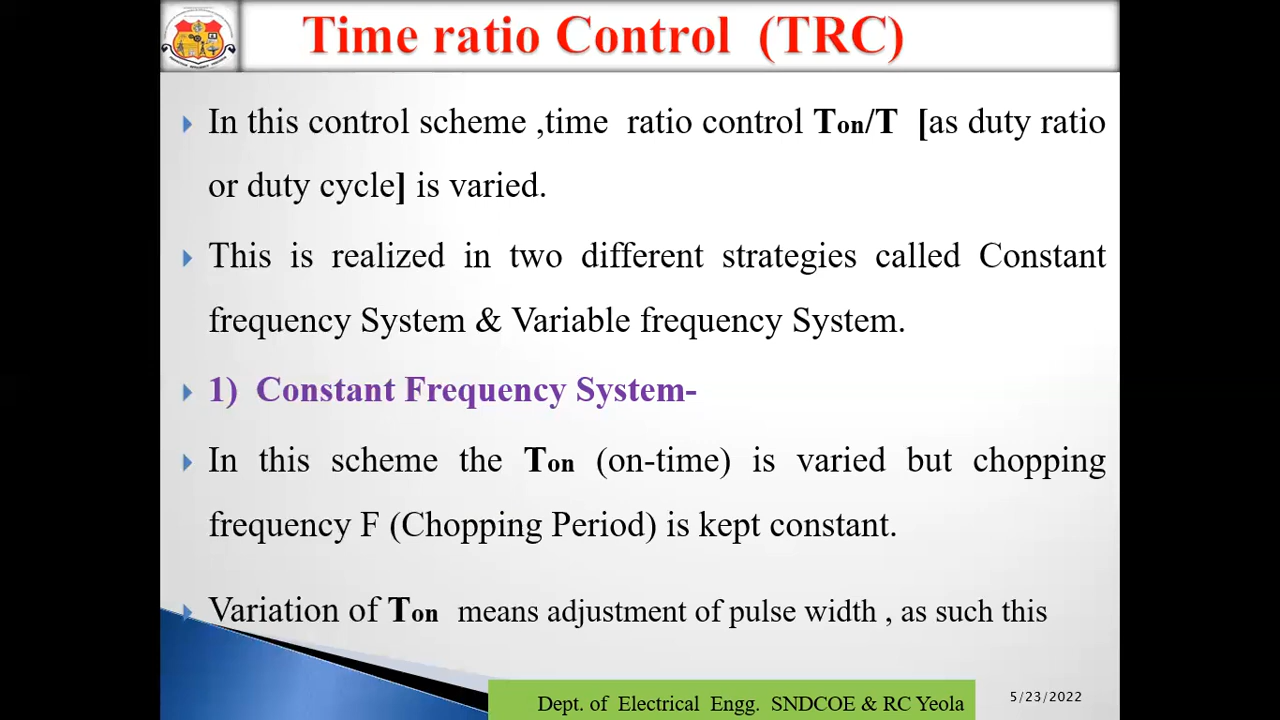 Time ratio Control (TRC)
In this control scheme ,time ratio control Ton/T [as duty ratio
or duty cycle] is varied.
This is realized in two different strategies called Constant
frequency System & Variable frequency System.
1) Constant Frequency System-
In this scheme the Ton (on-time) is varied but chopping
frequency F (Chopping Period) is kept constant.
Variation of Ton means adjustment of pulse width , as such this
Dept. of Electrical Engg. SNDCOE & RC Yeola
5/23/2022